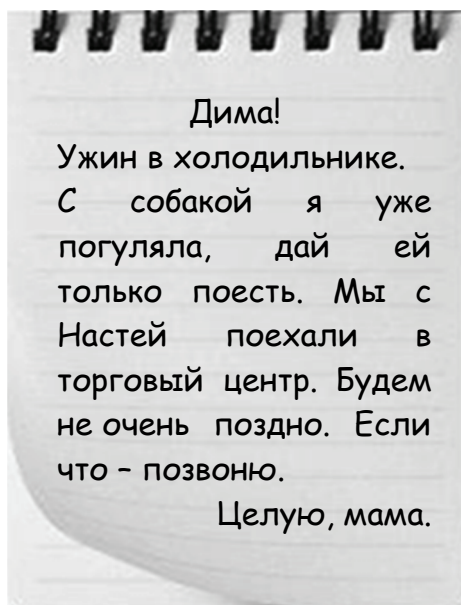 Дима!
Ужин в холодильнике.
С собакой я уже
погуляла, дай ей
только поесть. Мы с
Настей поехали в
торговый центр. Будем
не очень поздно. Если
что – позвоню.
Целую, мама.